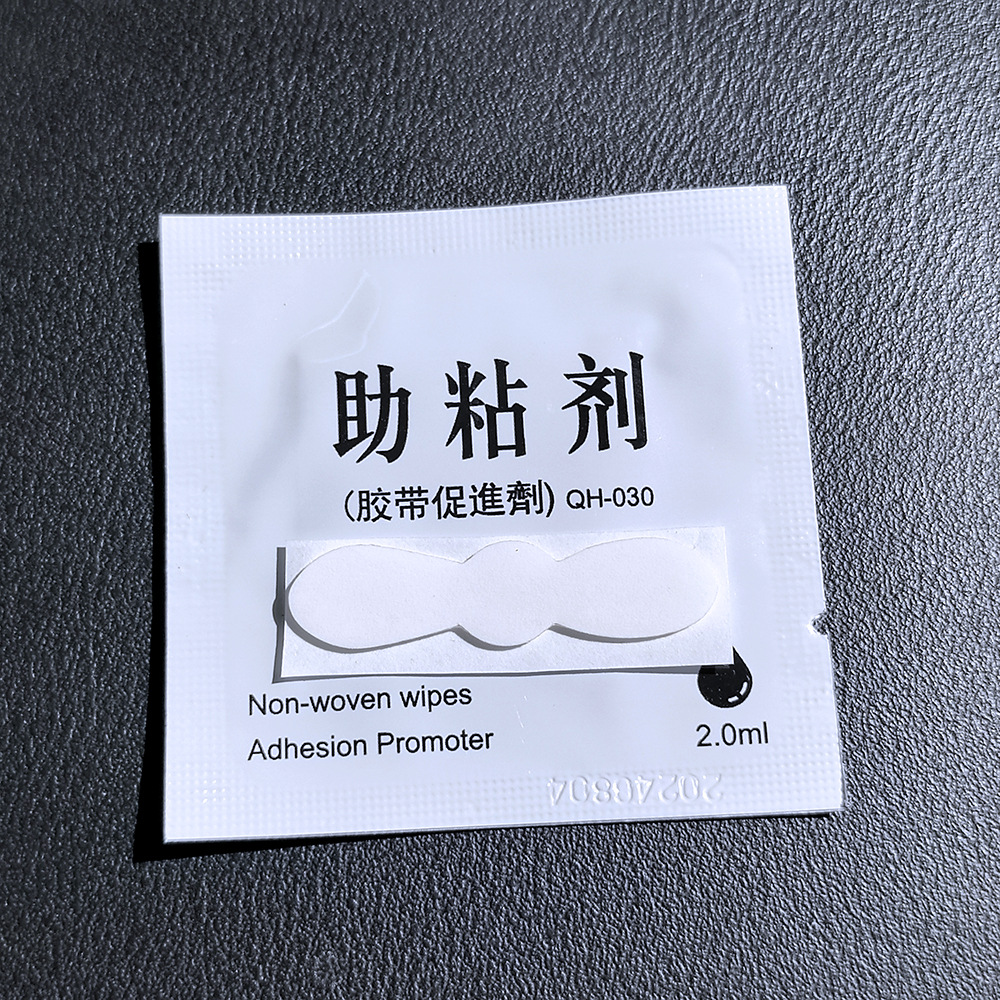 助粘剂
(胶带促進劑) QH-030
Non-woven wipes
Adhesion Promoter
2.0ml
20240804